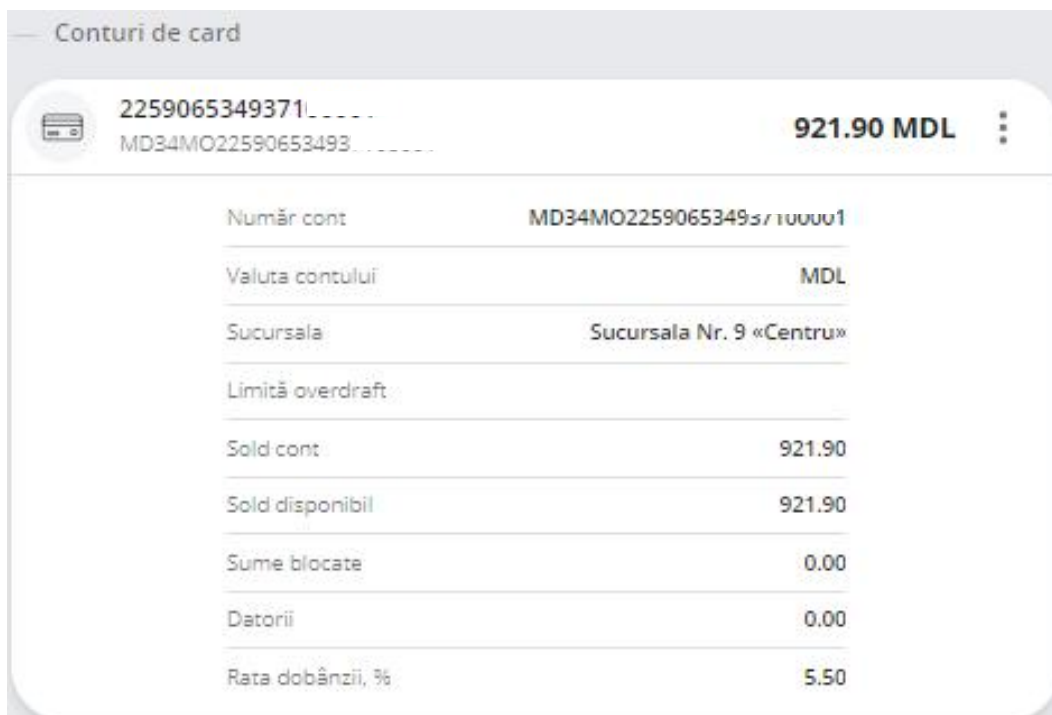 Conturi de card
2259065349371
921.90 MDL
MD34MO22590653493
Număr cont MD34MO22590653493
Valuta contului MDL
Sucursala Sucursala Nr. 9 «Centru»
Limită overdraft
Sold cont 921.90
Sold disponibil 921.90
Sume blocate 0.00
Datorii 0.00
Rata dobânzii, % 5.50